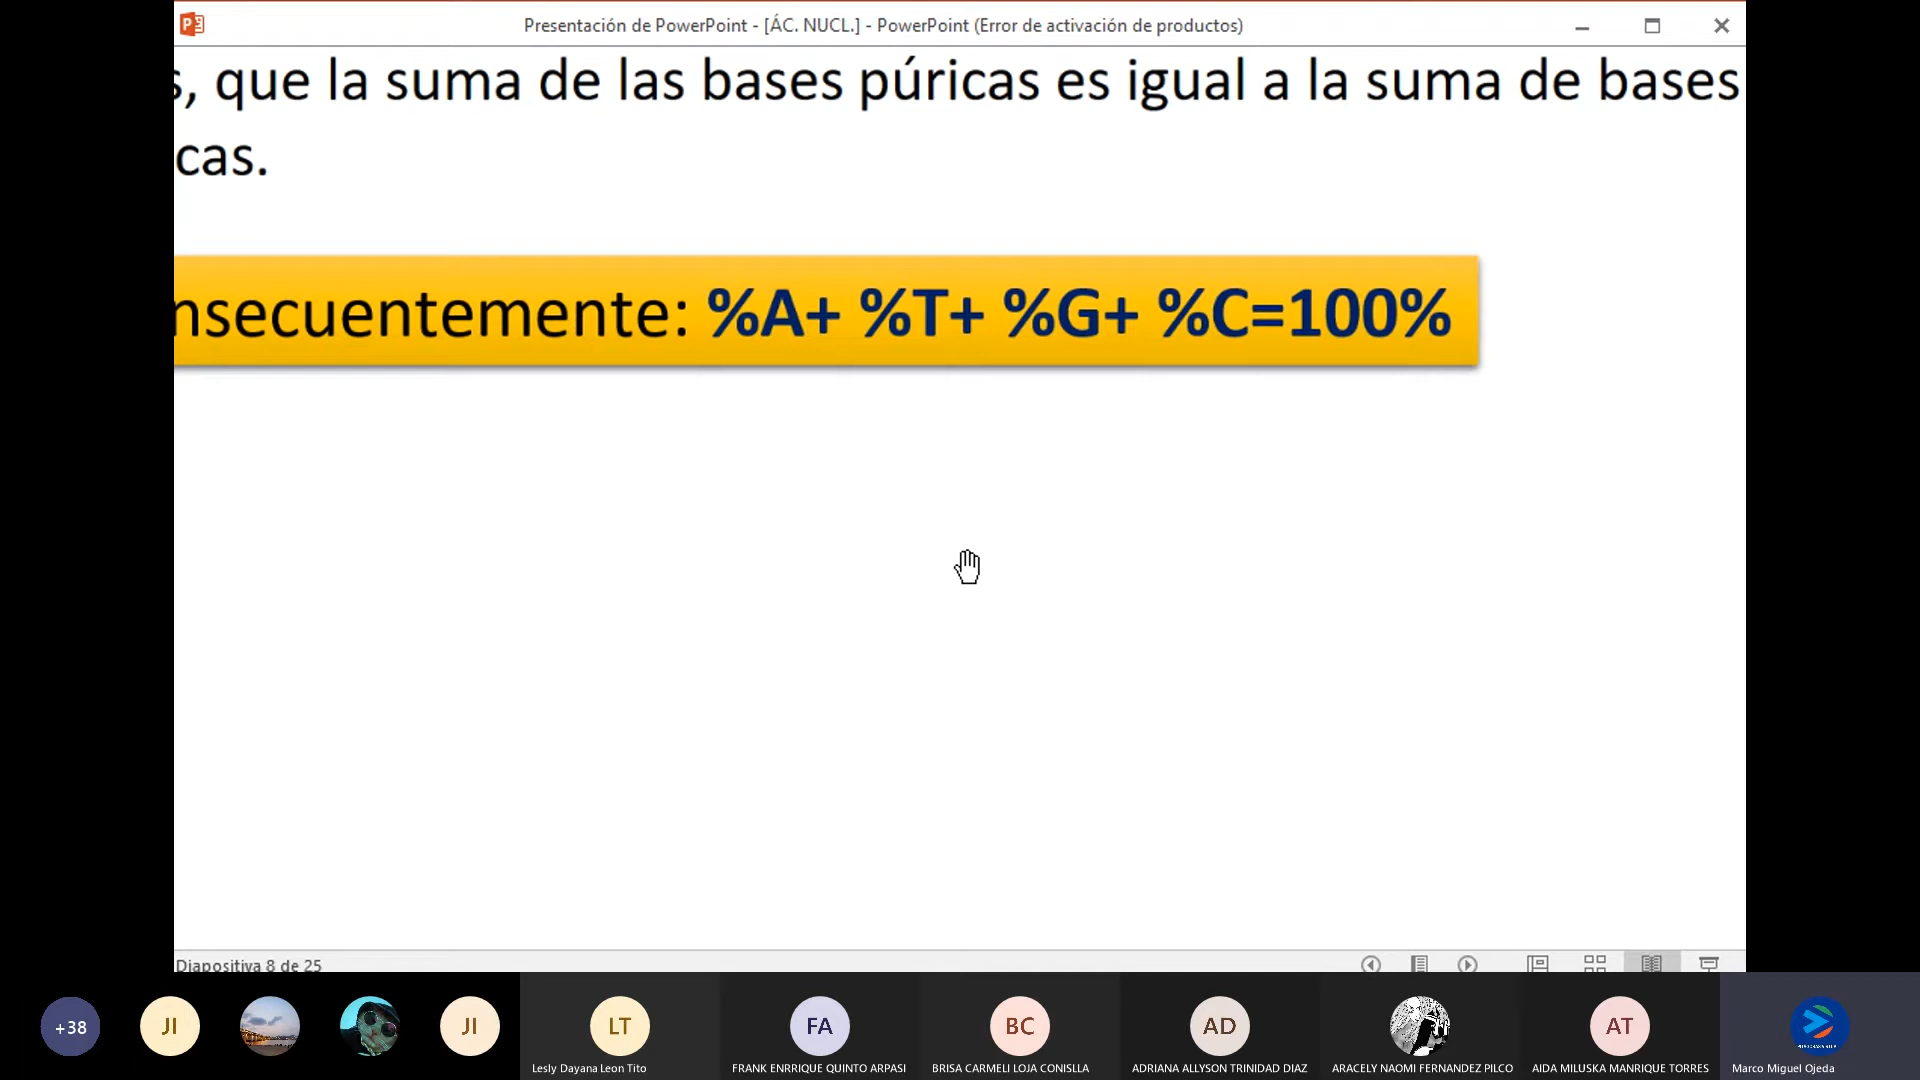 Presentación de PowerPoint - [ÁC. NUCL.] - PowerPoint (Error de activación de productos)
s, que la suma de las bases púricas es igual a la suma de bases
cas.
nsecuentemente: %A+ %T+ %G+ %C=100%
Diapositiva 8 de 25
+38
JI
JI
LT
FA
BC
AD
AT
Lesly Dayana Leon Tito
FRANK ENRRIQUE QUINTO ARPASI
BRISA CARMELI LOJA CONISLLA
ADRIANA ALLYSON TRINIDAD DIAZ
ARACELY NAOMI FERNANDEZ PILCO
AIDA MILUSKA MANRIQUE TORRES
Marco Miguel Ojeda